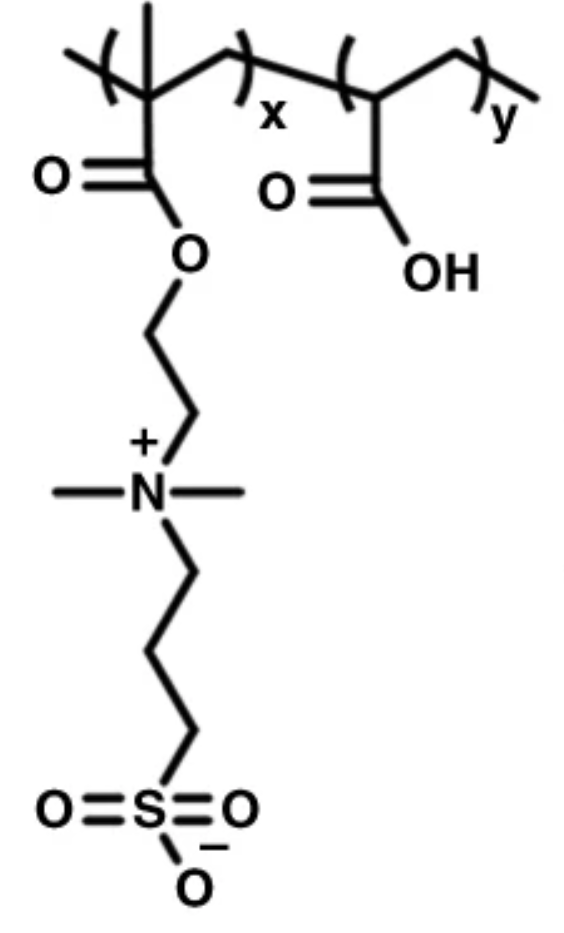 ( ) x ( ) y
O O
O OH
+
N
O S O
−
O